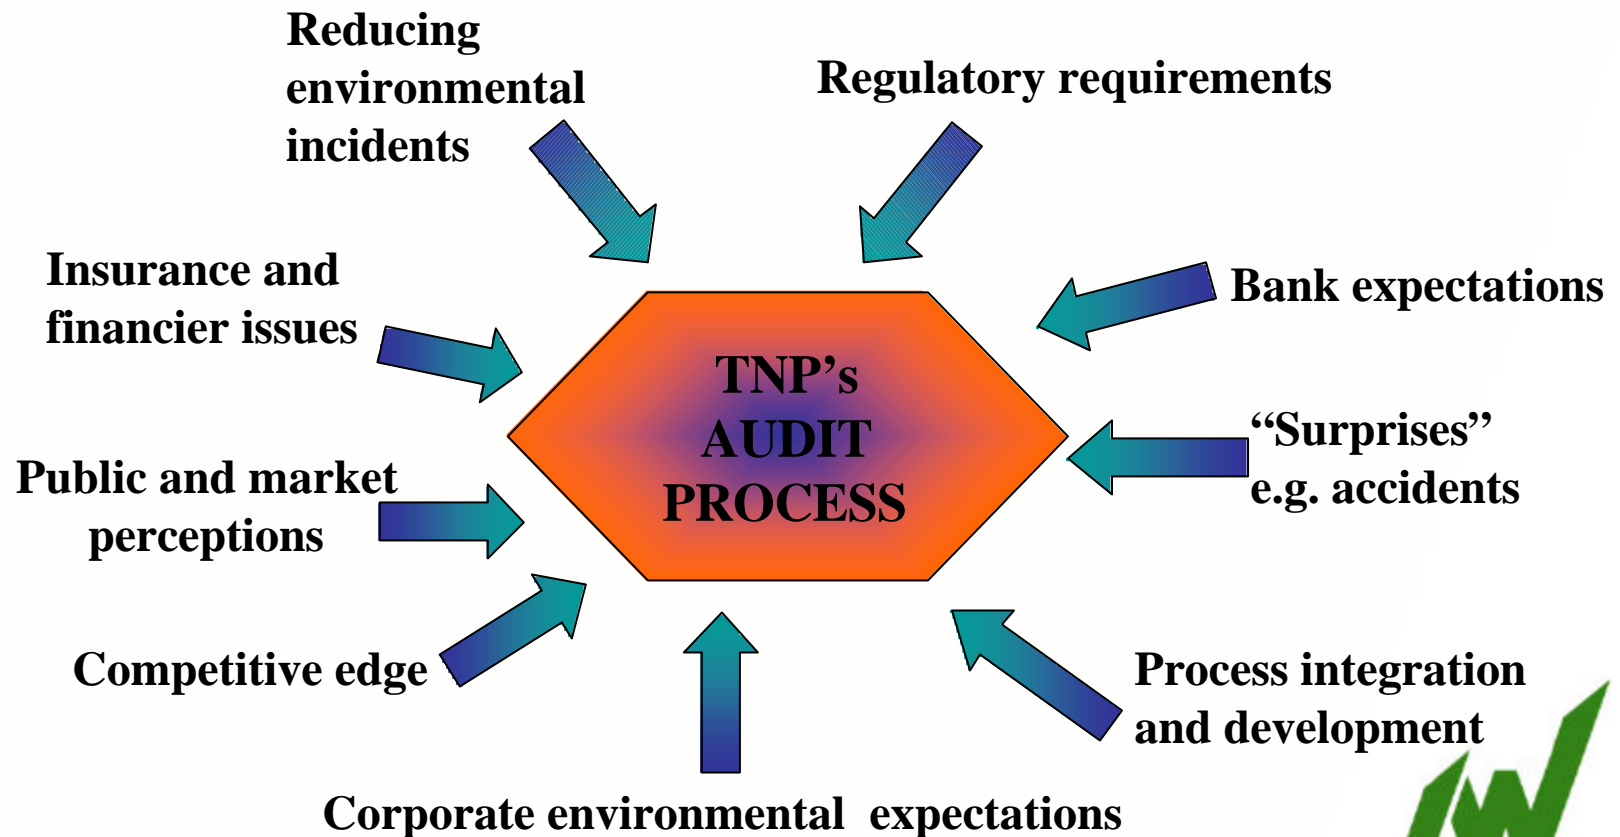 Reducing
environmental
incidents
Regulatory requirements
Insurance and
financier issues
Bank expectations
TNP’s
AUDIT
PROCESS
“Surprises”
e.g. accidents
Public and market
perceptions
Competitive edge
Process integration
and development
Corporate environmental  expectations